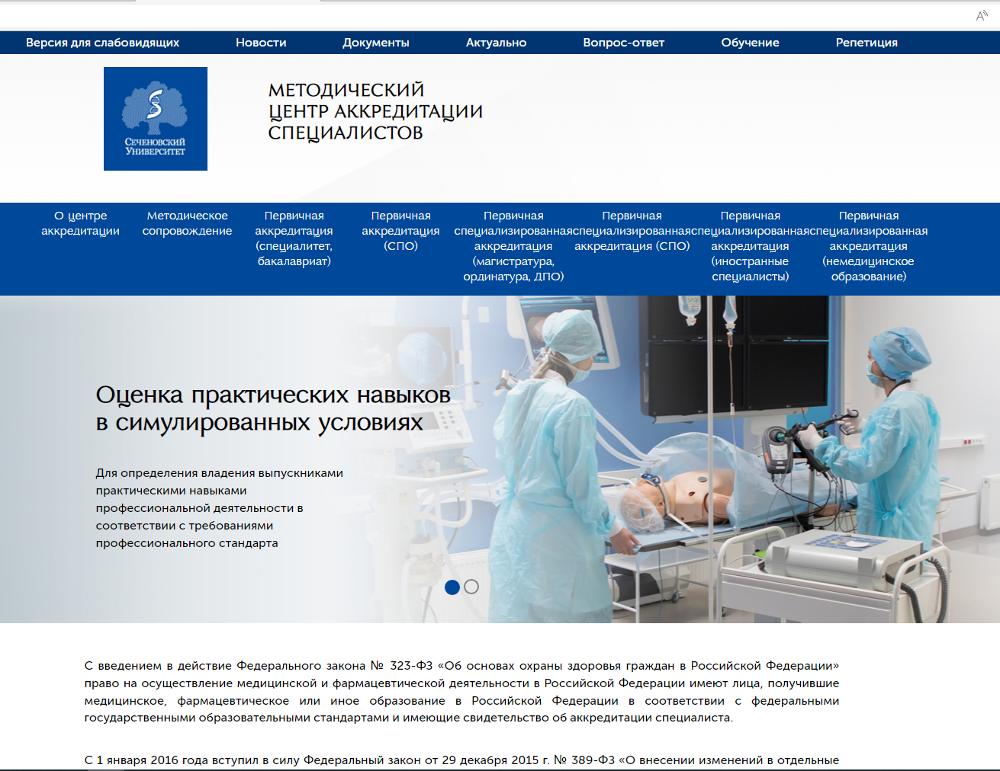 Версия для слабовидящих Новости Документы Актуально Вопрос-ответ Обучение Репетиция
Сеченовский
Университет
МЕТОДИЧЕСКИЙ
ЦЕНТР АККРЕДИТАЦИИ
СПЕЦИАЛИСТОВ
О центре
аккредитации
Методическое
сопровождение
Первичная
аккредитация
(специалитет,
бакалавриат)
Первичная
аккредитация
(СПО)
Первичная
специализированная
аккредитация
(магистратура,
ординатура, ДПО)
Первичная
специализированная
аккредитация (СПО)
Первичная
специализированная
аккредитация
(иностранные
специалисты)
Первичная
специализированная
аккредитация
(немедицинское
образование)
Оценка практических навыков
в симулированных условиях
Для определения владения выпускниками
практическими навыками
профессиональной деятельности в
соответствии с требованиями
профессионального стандарта
С введением в действие Федерального закона № 323-ФЗ «Об основах охраны здоровья граждан в Российской Федерации»
право на осуществление медицинской и фармацевтической деятельности в Российской Федерации имеют лица, получившие
медицинское, фармацевтическое или иное образование в Российской Федерации в соответствии с федеральными
государственными образовательными стандартами и имеющие свидетельство об аккредитации специалиста.
С 1 января 2016 года вступил в силу Федеральный закон от 29 декабря 2015 г. № 389-ФЗ «О внесении изменений в отдельные